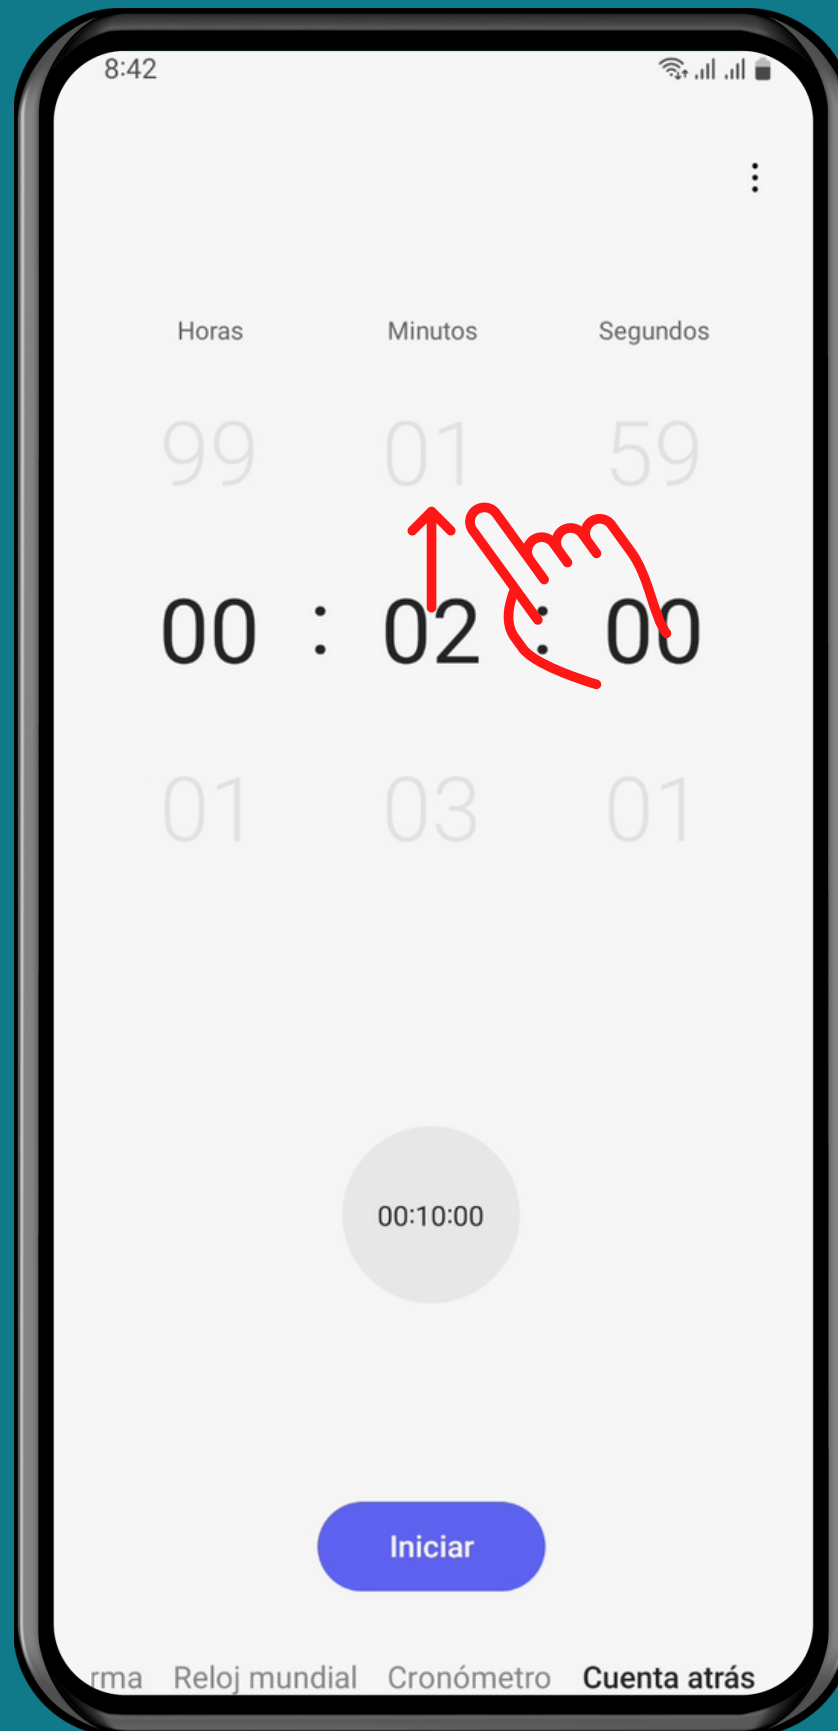 8:42
Horas Minutos Segundos
99 01 59
00 : 02 : 00
01 03 01
00:10:00
Iniciar
rma Reloj mundial Cronómetro Cuenta atrás